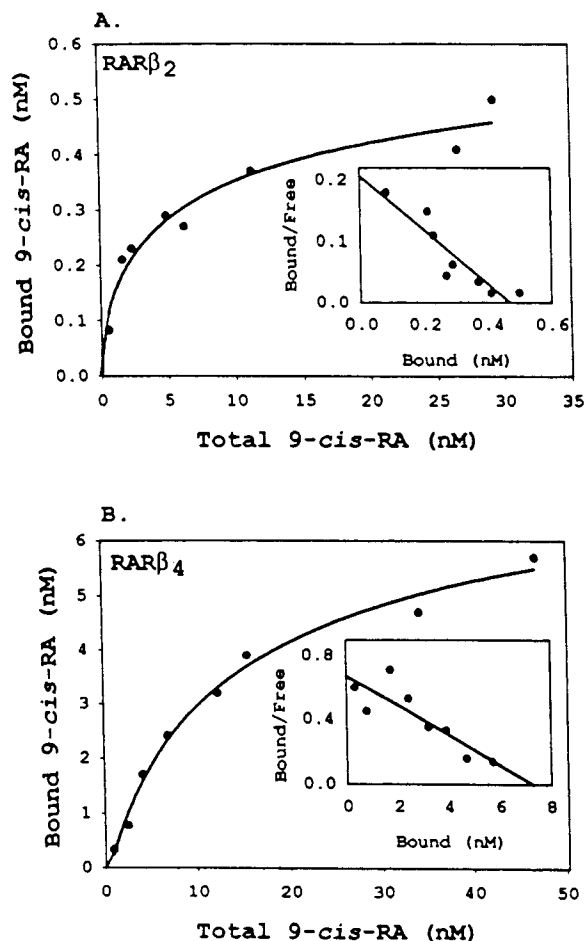 A.
RARβ2
0.6
0.5
0.4
0.3
0.2
0.1
0.0
Bound 9-cis-RA (nM)
0 5 10 15 20 25 30 35
Total 9-cis-RA (nM)
0.2
0.1
0.0
Bound/Free
0.0 0.2 0.4 0.6
Bound (nM)
B.
RARβ4
6
5
4
3
2
1
0
Bound 9-cis-RA (nM)
0 10 20 30 40 50
Total 9-cis-RA (nM)
0.8
0.4
0.0
Bound/Free
0 2 4 6 8
Bound (nM)